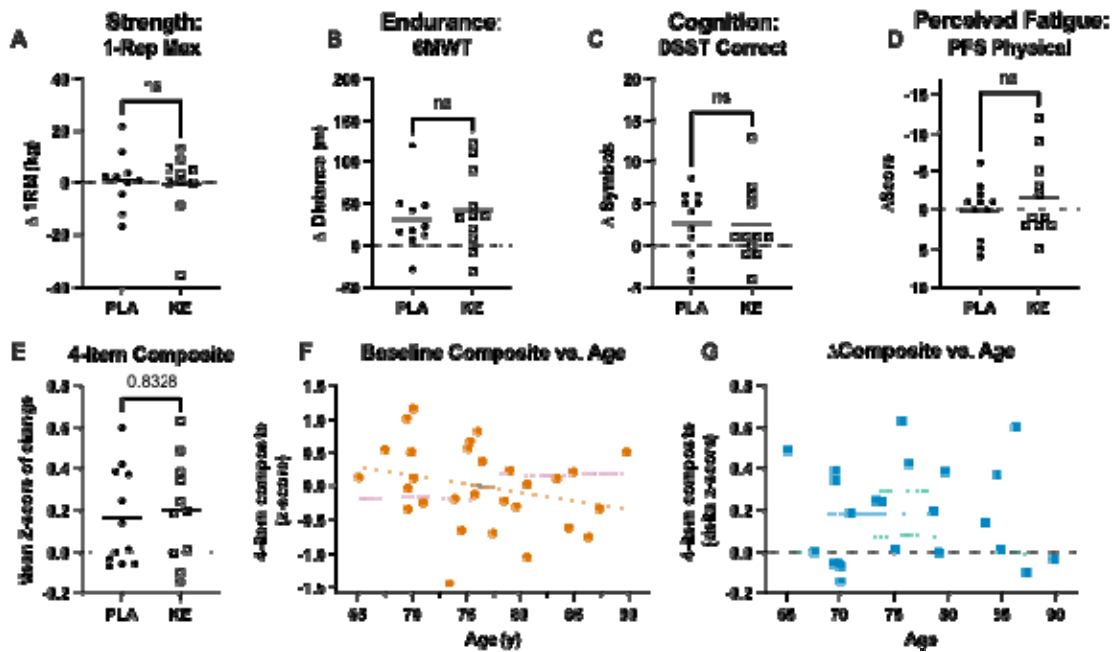 A
Strength:
1-Rep Max
Δ 1RM (kg)
40
20
0
-20
-40
ns
PLA
KE
B
Endurance:
6MWT
Δ Distance (m)
200
150
100
50
0
-50
ns
PLA
KE
C
Cognition:
DSST Correct
Δ Symbols
20
15
10
5
0
-5
ns
PLA
KE
D
Perceived Fatigue:
PFS Physical
ΔScore
-15
-10
-5
0
5
10
ns
PLA
KE
E
4-Item Composite
Mean Z-score of change
0.8
0.6
0.4
0.2
0.0
-0.2
0.8328
PLA
KE
F
Baseline Composite vs. Age
4-item composite
(z-score)
1.5
1.0
0.5
0.0
-0.5
-1.0
-1.5
65
70
75
80
85
90
Age (y)
G
ΔComposite vs. Age
4-item composite
(delta z-score)
0.8
0.6
0.4
0.2
0.0
-0.2
65
70
75
80
85
90
Age